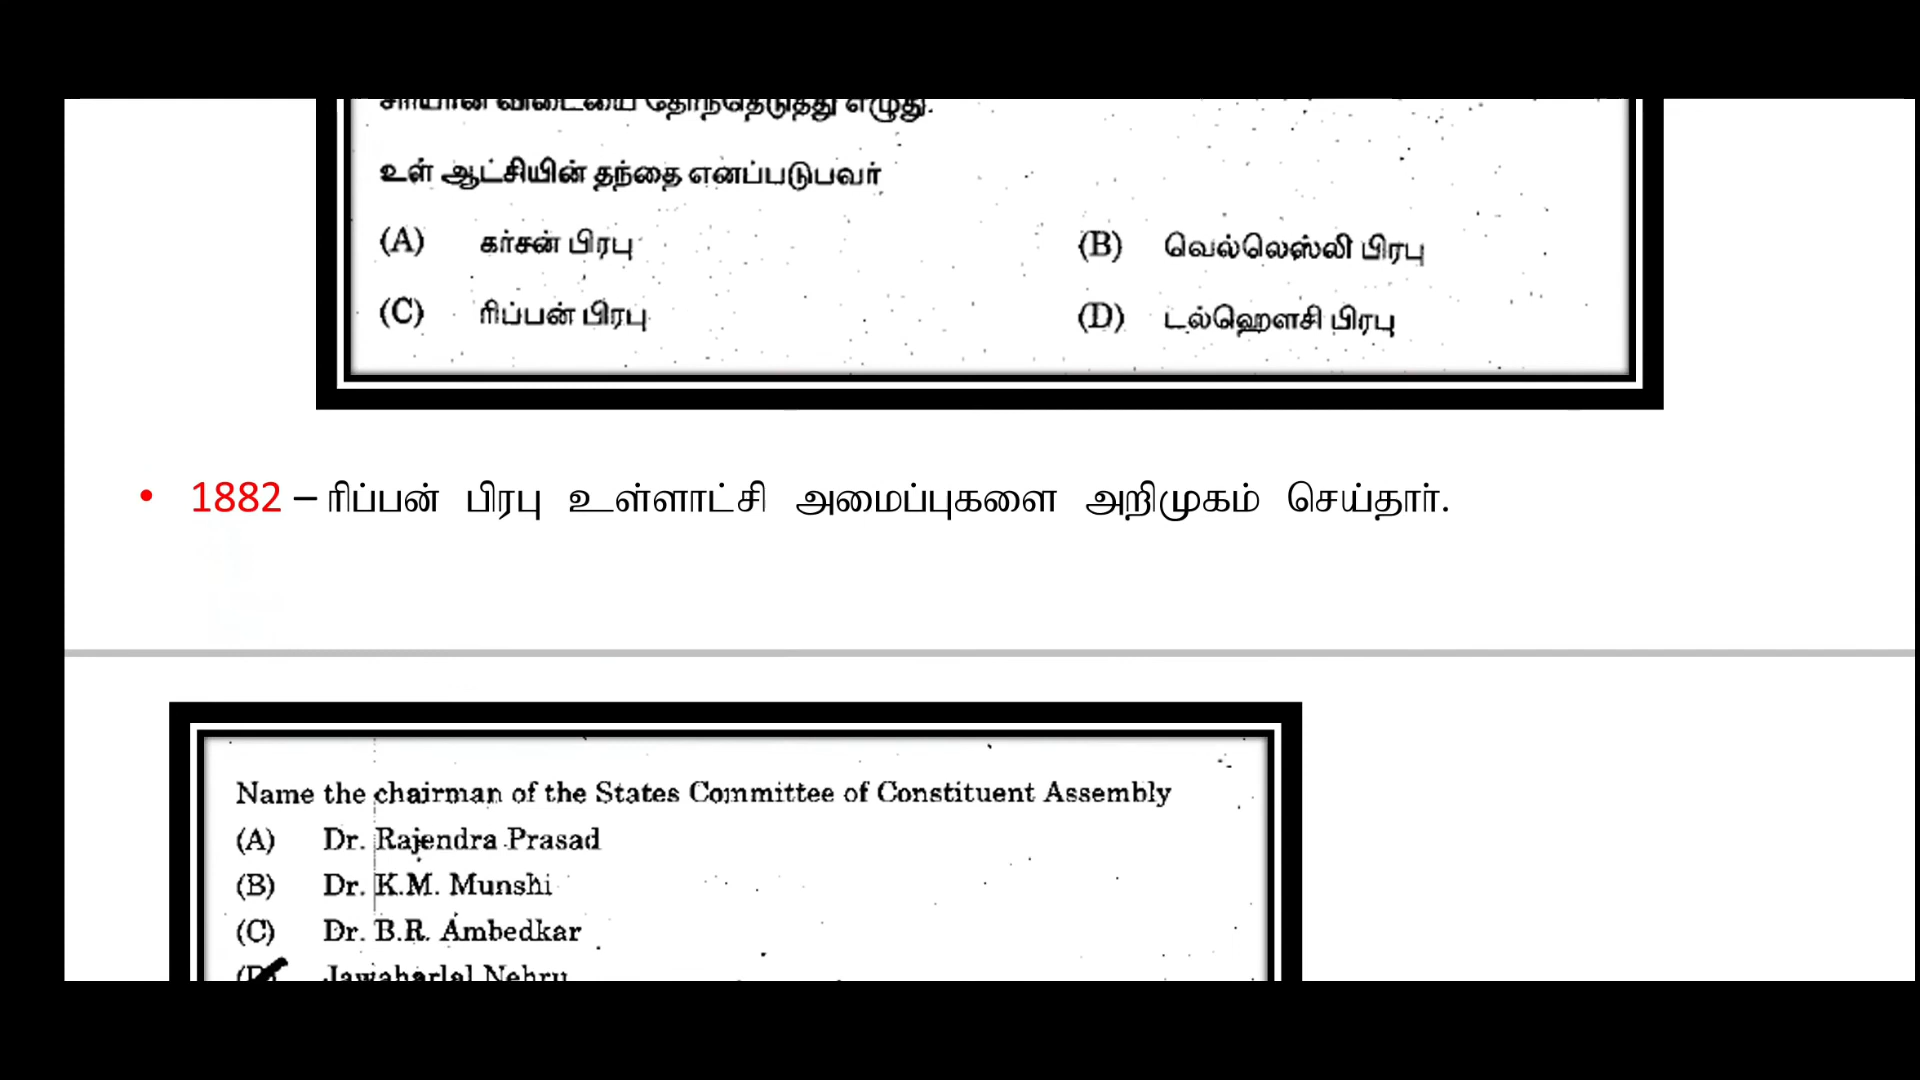 சரியான விடையை தேர்ந்தெடுத்து எழுது.
உள் ஆட்சியின் தந்தை எனப்படுபவர்
(A) கர்சன் பிரபு (B) வெல்லெஸ்லி பிரபு
(C) ரிப்பன் பிரபு (D) டல்ஹௌசி பிரபு
• 1882 – ரிப்பன் பிரபு உள்ளாட்சி அமைப்புகளை அறிமுகம் செய்தார்.
Name the chairman of the States Committee of Constituent Assembly
(A) Dr. Rajendra Prasad
(B) Dr. K.M. Munshi
(C) Dr. B.R. Ambedkar
(D) Jawaharlal Nehru